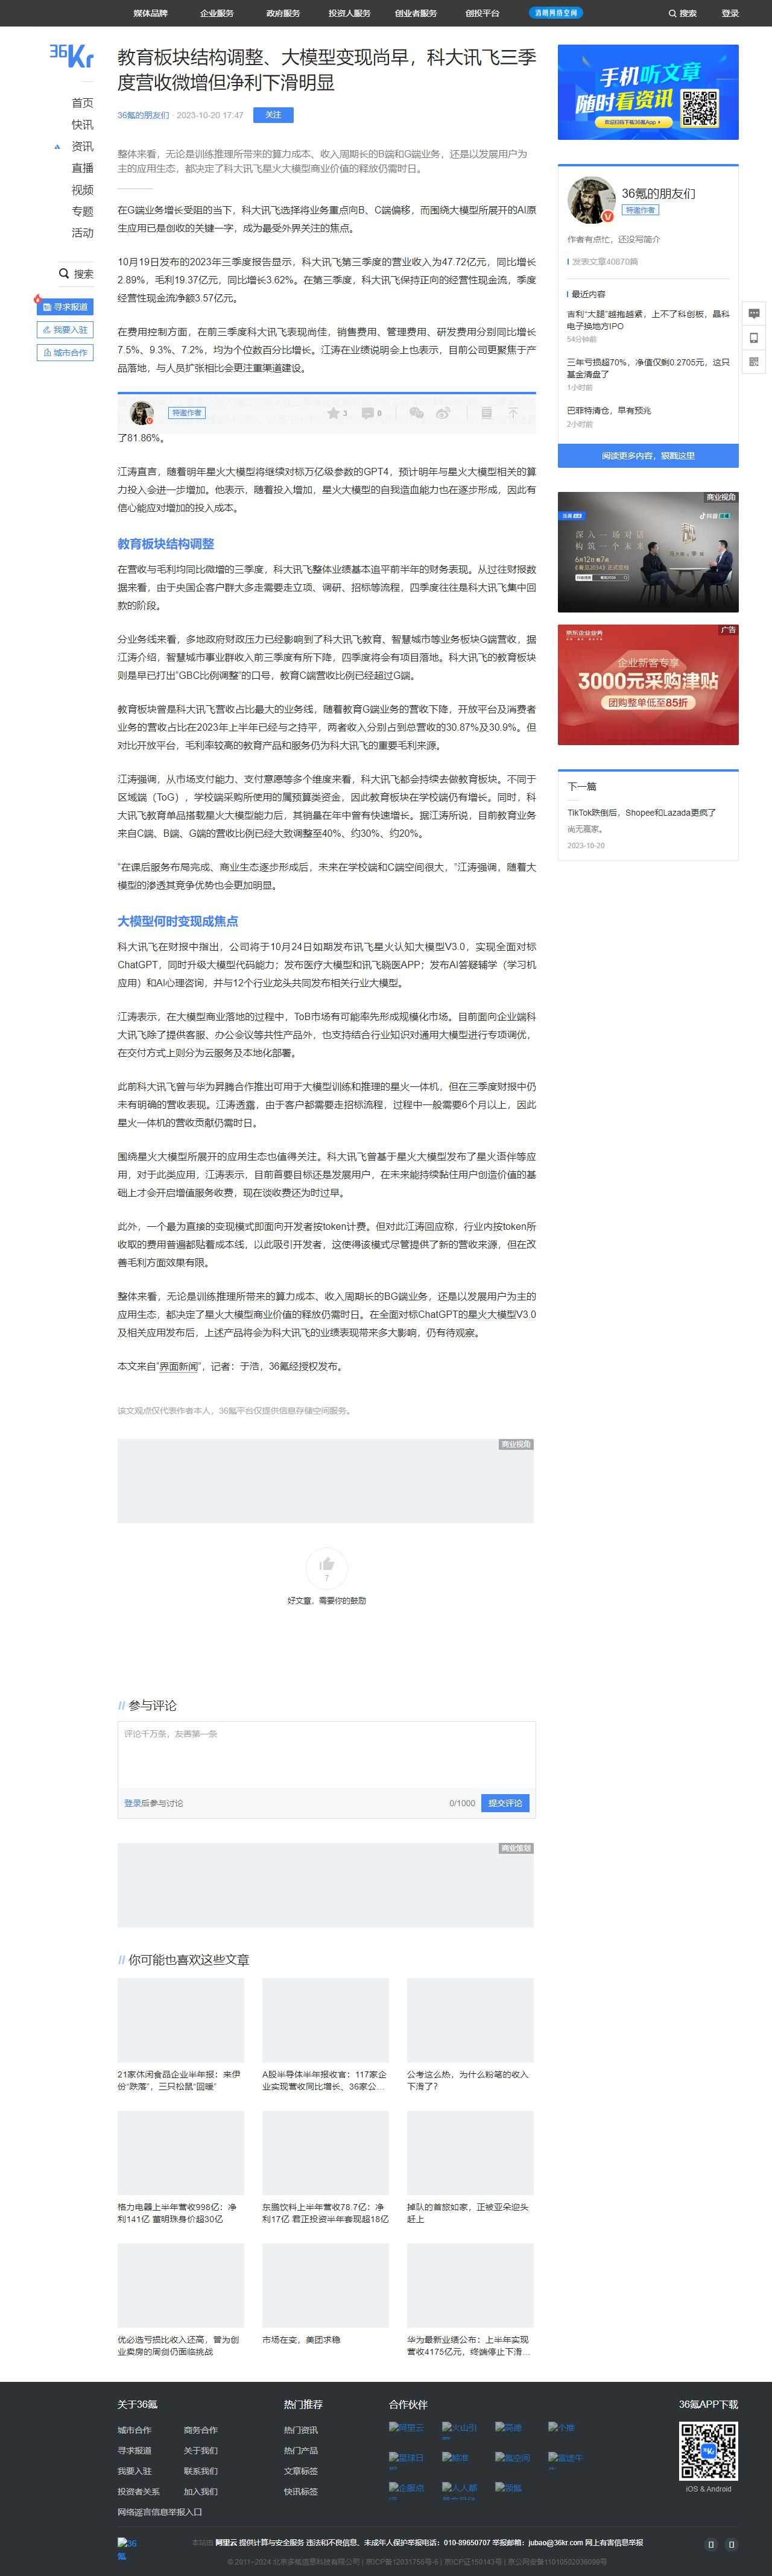 媒体品牌 企业服务 政府服务 投资人服务 创业者服务 创投平台 清朗网络空间 搜索 登录
36Kr
首页
快讯
资讯
直播
视频
专题
活动
搜索
寻求报道
我要入驻
城市合作
教育板块结构调整、大模型变现尚早，科大讯飞三季
度营收微增但净利下滑明显
36氪的朋友们 · 2023-10-20 17:47 关注
整体来看，无论是训练推理所带来的算力成本、收入周期长的B端和G端业务，还是以发展用户为主
的应用生态，都决定了科大讯飞星火大模型商业价值的释放仍需时日。
在G端业务增长受阻的当下，科大讯飞选择将业务重点向B、C端偏移，而围绕大模型所展开的AI原
生应用已是创收的关键一字，成为最受外界关注的焦点。
10月19日发布的2023年三季度报告显示，科大讯飞第三季度的营业收入为47.72亿元，同比增长
2.89%，毛利19.37亿元，同比增长3.62%。在第三季度，科大讯飞保持正向的经营性现金流，季度
经营性现金流净额3.57亿元。
在费用控制方面，在前三季度科大讯飞表现尚佳，销售费用、管理费用、研发费用分别同比增长
7.5%、9.3%、7.2%，均为个位数百分比增长。江涛在业绩说明会上也表示，目前公司更聚焦于产
品落地，与人员扩张相比会更注重渠道建设。
特邀作者 3 0
了81.86%。
江涛直言，随着明年星火大模型将继续对标万亿级参数的GPT4，预计明年与星火大模型相关的算
力投入会进一步增加。他表示，随着投入增加，星火大模型的自我造血能力也在逐步形成，因此有
信心能应对增加的投入成本。
教育板块结构调整
在营收与毛利均同比微增的三季度，科大讯飞整体业绩基本追平前半年的财务表现。从过往财报数
据来看，由于央国企客户群大多走需要走立项、调研、招标等流程，四季度往往是科大讯飞集中回
款的阶段。
分业务线来看，多地政府财政压力已经影响到了科大讯飞教育、智慧城市等业务板块G端营收，据
江涛介绍，智慧城市事业群收入前三季度有所下降，四季度将会有项目落地。科大讯飞的教育板块
则是早已打出“GBC比例调整”的口号，教育C端营收比例已经超过G端。
教育板块曾是科大讯飞营收占比最大的业务线，随着教育G端业务的营收下降，开放平台及消费者
业务的营收占比在2023年上半年已经与之持平，两者收入分别占到总营收的30.87%及30.9%。但
对比开放平台，毛利率较高的教育产品和服务仍为科大讯飞的重要毛利来源。
江涛强调，从市场支付能力、支付意愿等多个维度来看，科大讯飞都会持续去做教育板块。不同于
区域端（ToG），学校端采购所使用的属预算类资金，因此教育板块在学校端仍有增长。同时，科
大讯飞教育单品搭载星火大模型能力后，其销量在年中曾有快速增长。据江涛所说，目前教育业务
来自C端、B端、G端的营收比例已经大致调整至40%、约30%、约20%。
“在课后服务布局完成、商业生态逐步形成后，未来在学校端和C端空间很大，”江涛强调，随着大
模型的渗透其竞争优势也会更加明显。
大模型何时变现成焦点
科大讯飞在财报中指出，公司将于10月24日如期发布讯飞星火认知大模型V3.0，实现全面对标
ChatGPT，同时升级大模型代码能力；发布医疗大模型和讯飞晓医APP；发布AI答疑辅学（学习机
应用）和AI心理咨询，并与12个行业龙头共同发布相关行业大模型。
江涛表示，在大模型商业落地的过程中，ToB市场有可能率先形成规模化市场。目前面向企业端科
大讯飞除了提供客服、办公会议等共性产品外，也支持结合行业知识对通用大模型进行专项调优，
在交付方式上则分为云服务及本地化部署。
此前科大讯飞曾与华为昇腾合作推出可用于大模型训练和推理的星火一体机，但在三季度财报中仍
未有明确的营收表现。江涛透露，由于客户都需要走招标流程，过程中一般需要6个月以上，因此
星火一体机的营收贡献仍需时日。
围绕星火大模型所展开的应用生态也值得关注。科大讯飞曾基于星火大模型发布了星火语伴等应
用，对于此类应用，江涛表示，目前首要目标还是发展用户，在未来能持续黏住用户创造价值的基
础上才会开启增值服务收费，现在谈收费还为时过早。
此外，一个最为直接的变现模式即面向开发者按token计费。但对此江涛回应称，行业内按token所
收取的费用普遍都贴着成本线，以此吸引开发者，这使得该模式尽管提供了新的营收来源，但在改
善毛利方面效果有限。
整体来看，无论是训练推理所带来的算力成本、收入周期长的BG端业务，还是以发展用户为主的
应用生态，都决定了星火大模型商业价值的释放仍需时日。在全面对标ChatGPT的星火大模型V3.0
及相关应用发布后，上述产品将会为科大讯飞的业绩表现带来多大影响，仍有待观察。
本文来自“界面新闻”，记者：于浩，36氪经授权发布。
该文观点仅代表作者本人，36氪平台仅提供信息存储空间服务。
商业视角
7
好文章，需要你的鼓励
参与评论
评论千万条，友善第一条
登录后参与讨论 0/1000 提交评论
商业策划
你可能也喜欢这些文章
21家休闲食品企业半年报：来伊
份“跌落”，三只松鼠“回暖”
A股半导体半年报收官：117家企
业实现营收同比增长、36家公…
公考这么热，为什么粉笔的收入
下滑了？
格力电器上半年营收998亿：净
利141亿 董明珠身价超30亿
东鹏饮料上半年营收78.7亿：净
利17亿 君正投资半年套现超18亿
掉队的首旅如家，正被亚朵迎头
赶上
优必选亏损比收入还高，曾为创
业卖房的周剑仍面临挑战
市场在变，美团求稳
华为最新业绩公布：上半年实现
营收4175亿元，终端停止下滑…
手机听文章
随时看资讯
欢迎扫码下载36氪App
36氪的朋友们
特邀作者
作者有点忙，还没写简介
发表文章40870篇
最近内容
吉利“大腿”越抱越紧，上不了科创板，晶科
电子换地方IPO
54分钟前
三年亏损超70%，净值仅剩0.2705元，这只
基金清盘了
1小时前
巴菲特清仓，早有预兆
2小时前
阅读更多内容，狠戳这里
商业视角
深入一场对话
构筑一个未来
广告
京东企业业务
企业新客专享
3000元采购津贴
团购整单低至85折
下一篇
TikTok跌倒后，Shopee和Lazada更疯了
尚无赢家。
2023-10-20
关于36氪
城市合作 商务合作
寻求报道 关于我们
我要入驻 联系我们
投资者关系 加入我们
网络谣言信息举报入口
热门推荐
热门资讯
热门产品
文章标签
快讯标签
合作伙伴
阿里云 火山引 高德 个推
星球日 鲸准 氪空间 富途牛
企服点 人人都 领氪
36氪APP下载
iOS & Android
36氪
本站由 阿里云 提供计算与安全服务 违法和不良信息、未成年人保护举报电话：010-89650707 举报邮箱：jubao@36kr.com 网上有害信息举报